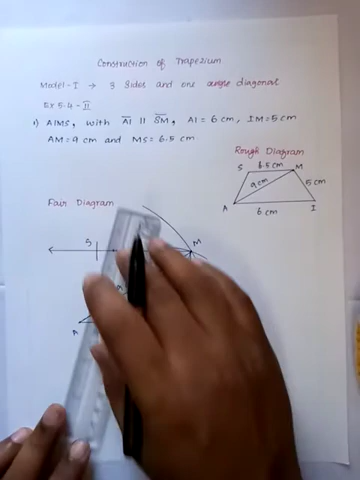 Construction of Trapezium
Model-I → 3 Sides and one diagonal
Ex 5.4 - II
1) AIMS, with AI || SM, AI = 6 cm, IM = 5 cm
AM = 9 cm and MS = 6.5 cm
Rough Diagram
S 6.5 cm M
9 cm 5 cm
A 6 cm I
Fair Diagram
S M
A